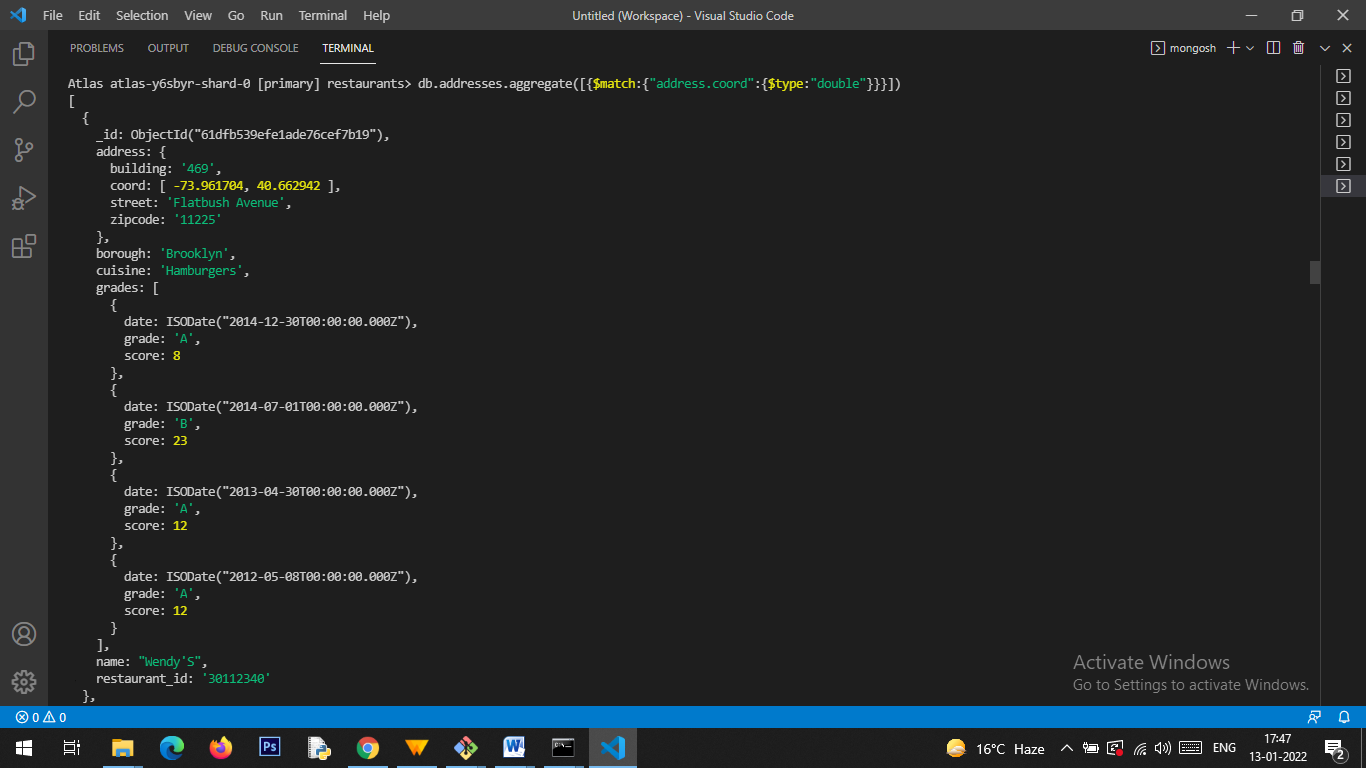 File Edit Selection View Go Run Terminal Help Untitled (Workspace) - Visual Studio Code
PROBLEMS OUTPUT DEBUG CONSOLE TERMINAL mongosh
Atlas atlas-y6sbyr-shard-0 [primary] restaurants> db.addresses.aggregate([{$match:{"address.coord":{$type:"double"}}}])
[
{
_id: ObjectId("61dfb539efe1ade76cef7b19"),
address: {
building: '469',
coord: [ -73.961704, 40.662942 ],
street: 'Flatbush Avenue',
zipcode: '11225'
},
borough: 'Brooklyn',
cuisine: 'Hamburgers',
grades: [
{
date: ISODate("2014-12-30T00:00:00.000Z"),
grade: 'A',
score: 8
},
{
date: ISODate("2014-07-01T00:00:00.000Z"),
grade: 'B',
score: 23
},
{
date: ISODate("2013-04-30T00:00:00.000Z"),
grade: 'A',
score: 12
},
{
date: ISODate("2012-05-08T00:00:00.000Z"),
grade: 'A',
score: 12
}
],
name: "Wendy'S",
restaurant_id: '30112340'
},
Activate Windows
Go to Settings to activate Windows.
0 0
Ps W 16°C Haze ENG 17:47
13-01-2022 2